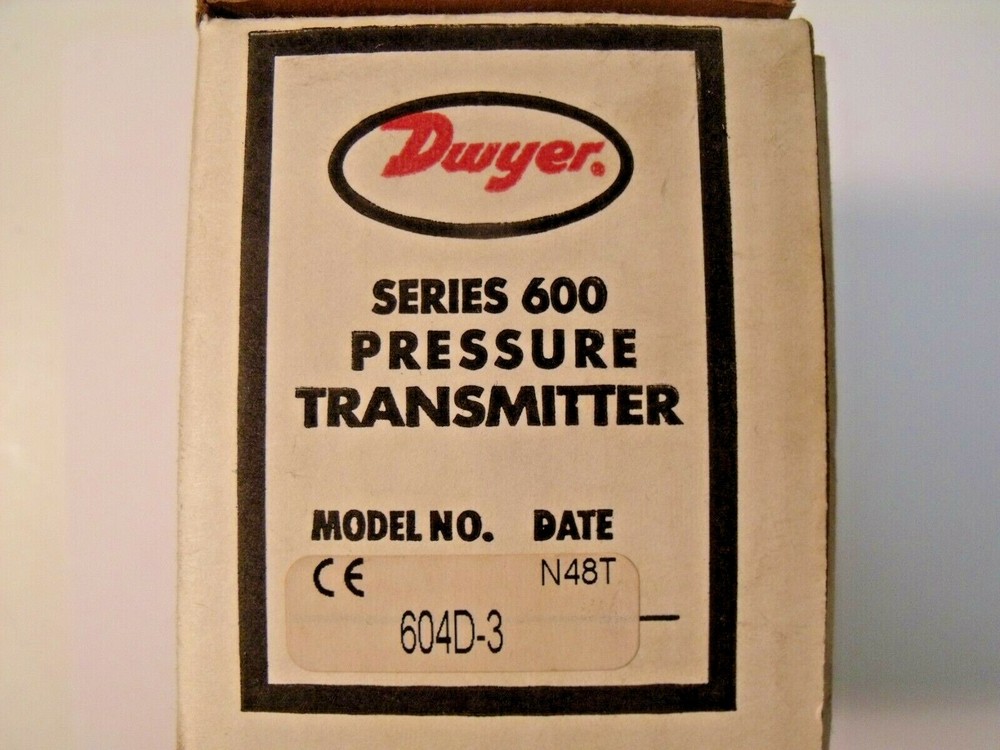 Dwyer®
SERIES 600
PRESSURE
TRANSMITTER
MODEL NO. DATE
CE N48T
604D-3